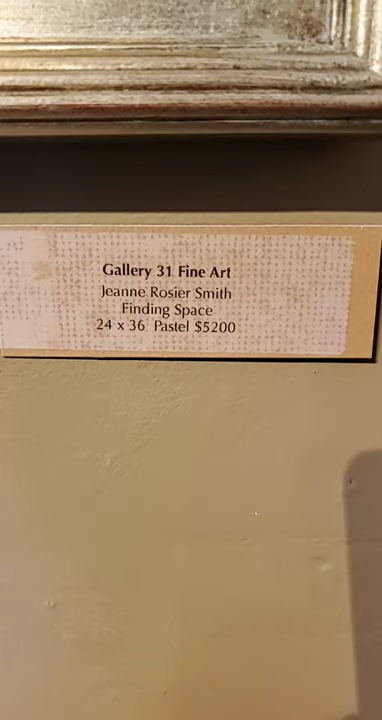 Gallery 31 Fine Art
Jeanne Rosier Smith
Finding Space
24 x 36 Pastel $5200